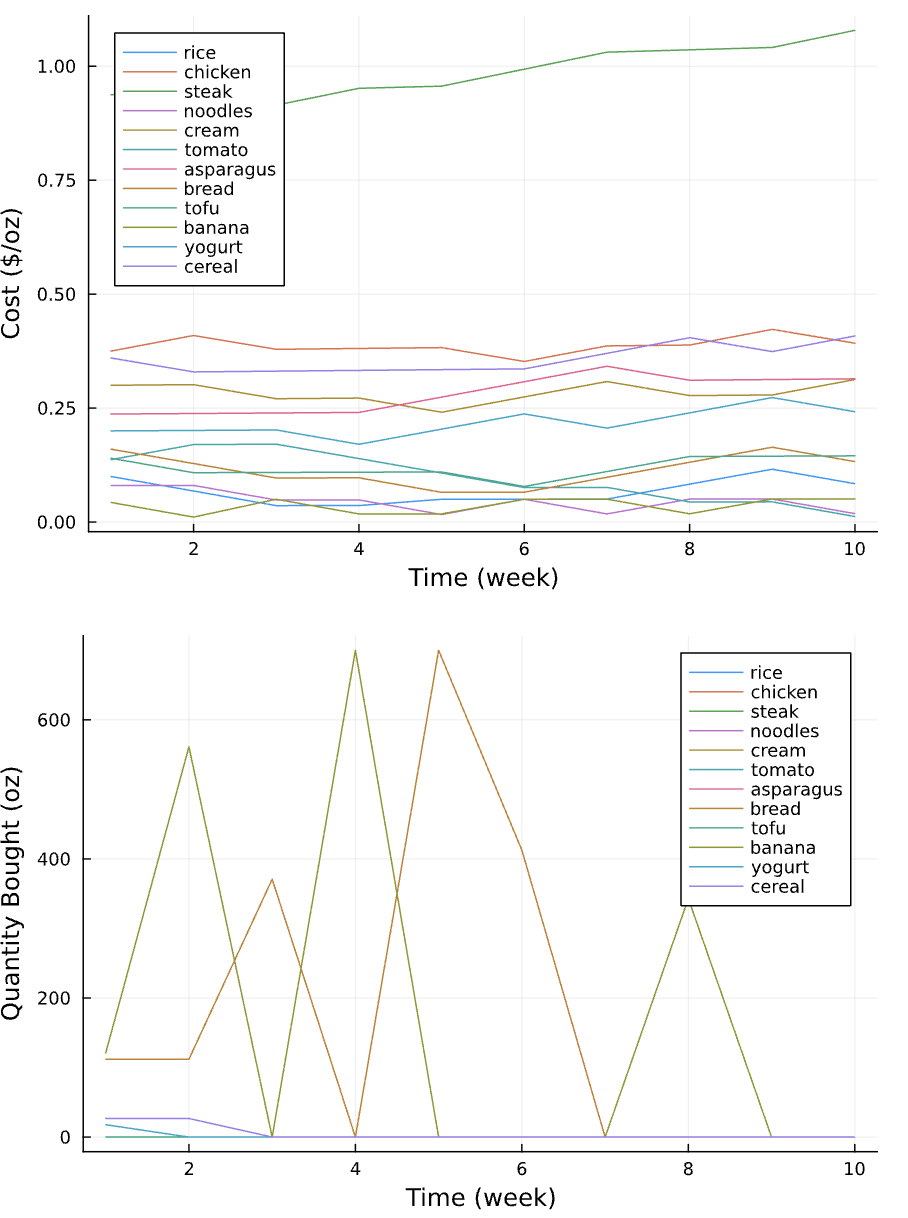 1.00
0.75
0.50
0.25
0.00
Cost ($/oz)
rice
chicken
steak
noodles
cream
tomato
asparagus
bread
tofu
banana
yogurt
cereal
2 4 6 8 10
Time (week)
600
400
200
0
Quantity Bought (oz)
rice
chicken
steak
noodles
cream
tomato
asparagus
bread
tofu
banana
yogurt
cereal
2 4 6 8 10
Time (week)